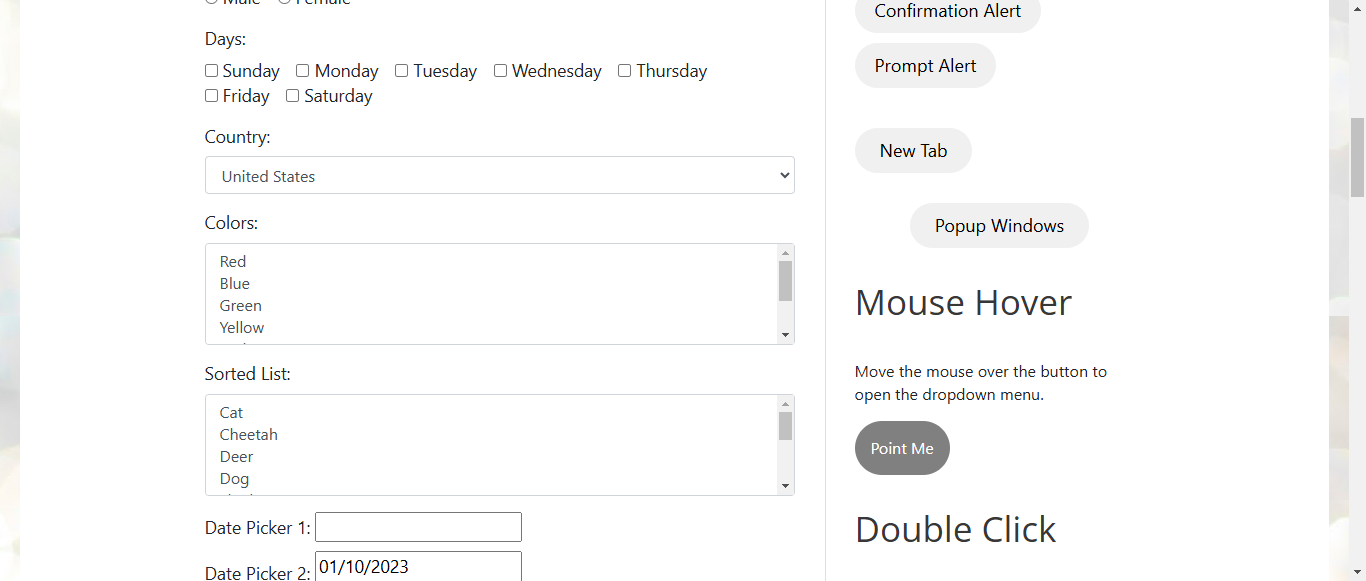 Male Female
Days:
Sunday Monday Tuesday Wednesday Thursday
Friday Saturday
Country:
United States
Colors:
Red
Blue
Green
Yellow
Sorted List:
Cat
Cheetah
Deer
Dog
Date Picker 1:
Date Picker 2: 01/10/2023
Confirmation Alert
Prompt Alert
New Tab
Popup Windows
Mouse Hover
Move the mouse over the button to
open the dropdown menu.
Point Me
Double Click